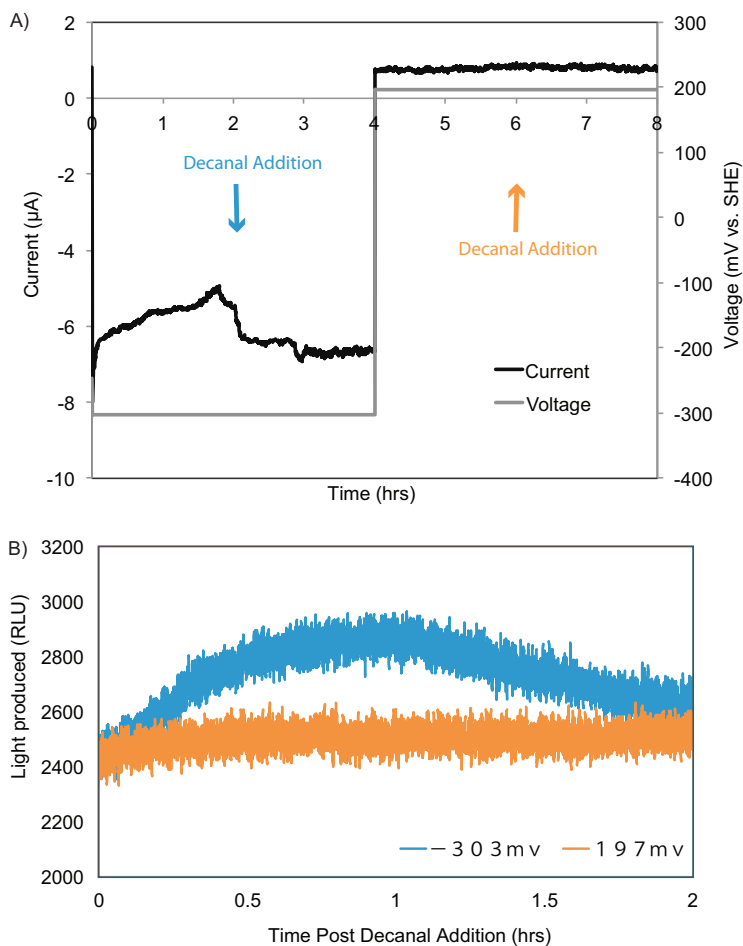 A)
Current (μA)
2
0
-2
-4
-6
-8
-10
300
200
100
0
-100
-200
-300
-400
Voltage (mV vs. SHE)
0 1 2 3 4 5 6 7 8
Decanal Addition
Decanal Addition
Current
Voltage
Time (hrs)
B)
Light produced (RLU)
3200
3000
2800
2600
2400
2200
2000
－３０３ｍｖ １９７ｍｖ
0 0.5 1 1.5 2
Time Post Decanal Addition (hrs)